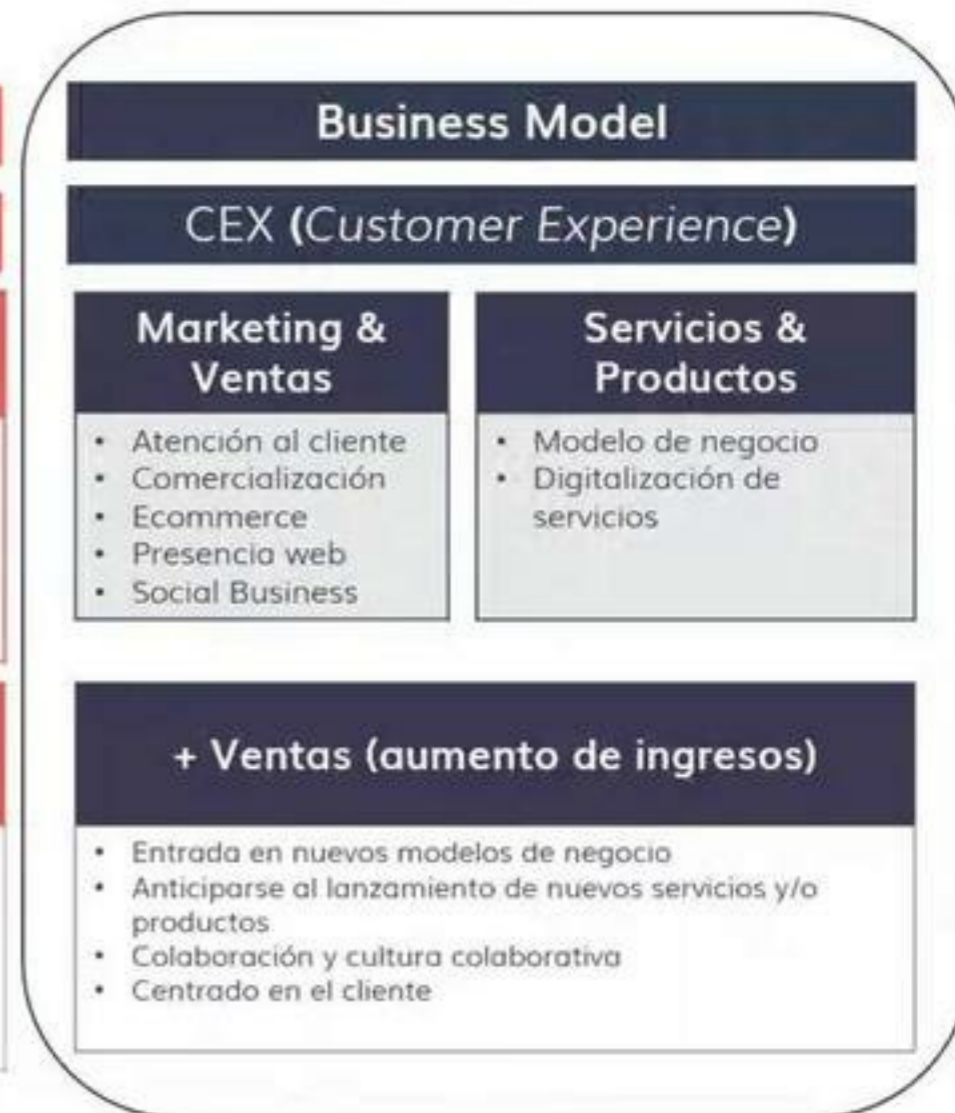 Business Model
CEX (Customer Experience)
Marketing &
Ventas
• Atención al cliente
• Comercialización
• Ecommerce
• Presencia web
• Social Business
Servicios &
Productos
• Modelo de negocio
• Digitalización de
servicios
+ Ventas (aumento de ingresos)
• Entrada en nuevos modelos de negocio
• Anticiparse al lanzamiento de nuevos servicios y/o
productos
• Colaboración y cultura colaborativa
• Centrado en el cliente